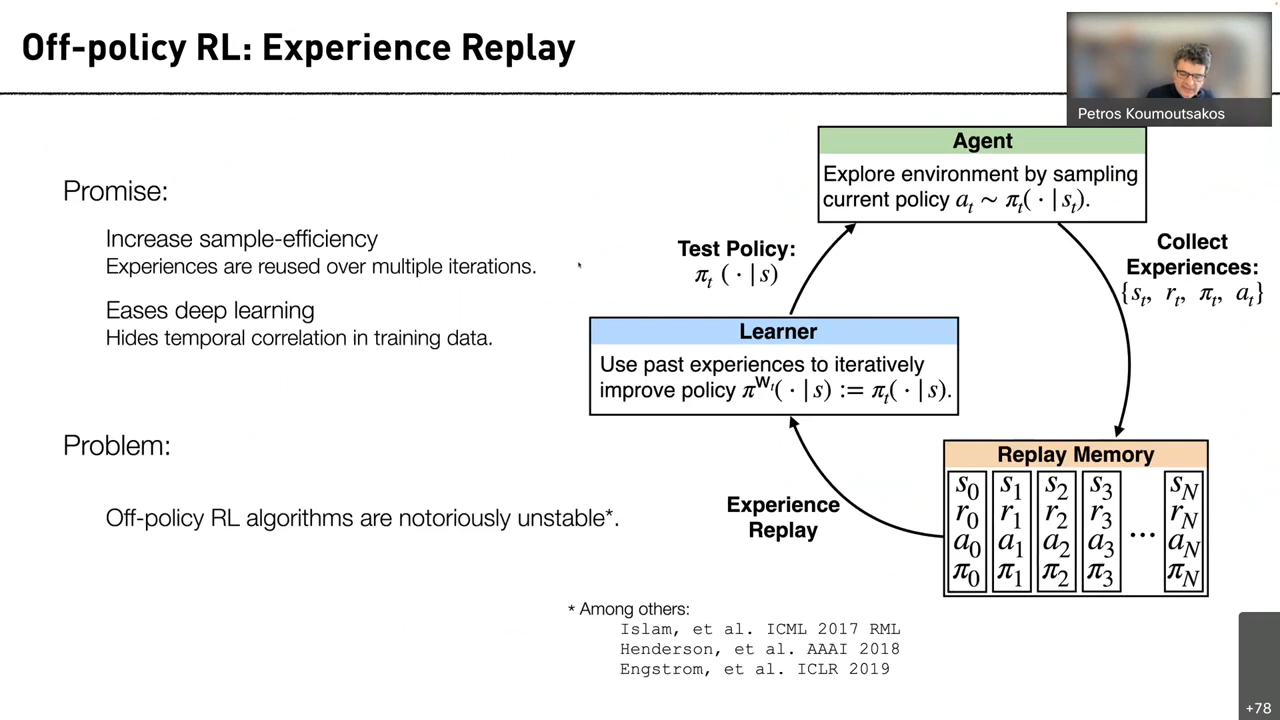 Off-policy RL: Experience Replay
Petros Koumoutsakos
Promise:
Increase sample-efficiency
Experiences are reused over multiple iterations.
Eases deep learning
Hides temporal correlation in training data.
Problem:
Off-policy RL algorithms are notoriously unstable*.
Agent
Explore environment by sampling
current policy a_t ~ π_t( · | s_t).
Test Policy:
π_t ( · | s)
Collect
Experiences:
{s_t, r_t, π_t, a_t}
Learner
Use past experiences to iteratively
improve policy π^{W_t}( · | s) := π_t( · | s).
Experience
Replay
Replay Memory
s_0 s_1 s_2 s_3 s_N
r_0 r_1 r_2 r_3 r_N
a_0 a_1 a_2 a_3 ... a_N
π_0 π_1 π_2 π_3 π_N
* Among others:
Islam, et al. ICML 2017 RML
Henderson, et al. AAAI 2018
Engstrom, et al. ICLR 2019
+78